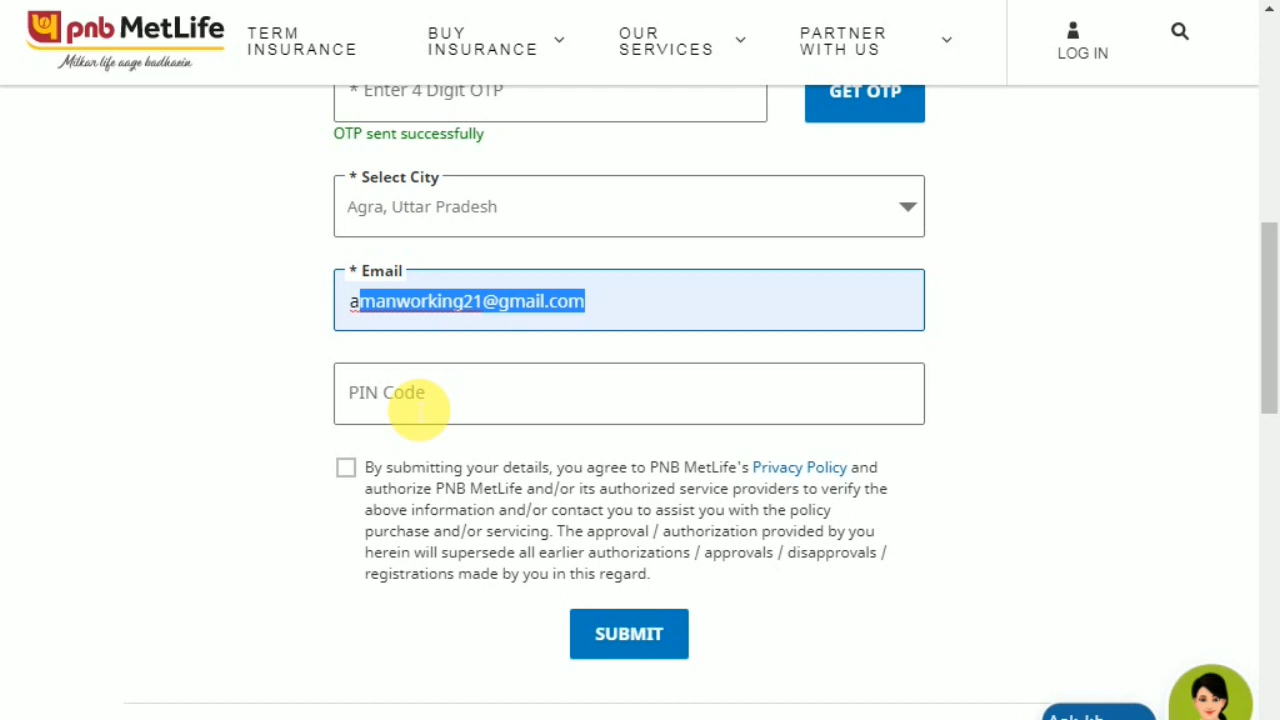 pnb MetLife
Milkar life aage badhaein
TERM
INSURANCE
BUY
INSURANCE
OUR
SERVICES
PARTNER
WITH US
LOG IN
* Enter 4 Digit OTP
GET OTP
OTP sent successfully
* Select City
Agra, Uttar Pradesh
* Email
amanworking21@gmail.com
PIN Code
By submitting your details, you agree to PNB MetLife's Privacy Policy and
authorize PNB MetLife and/or its authorized service providers to verify the
above information and/or contact you to assist you with the policy
purchase and/or servicing. The approval / authorization provided by you
herein will supersede all earlier authorizations / approvals / disapprovals /
registrations made by you in this regard.
SUBMIT